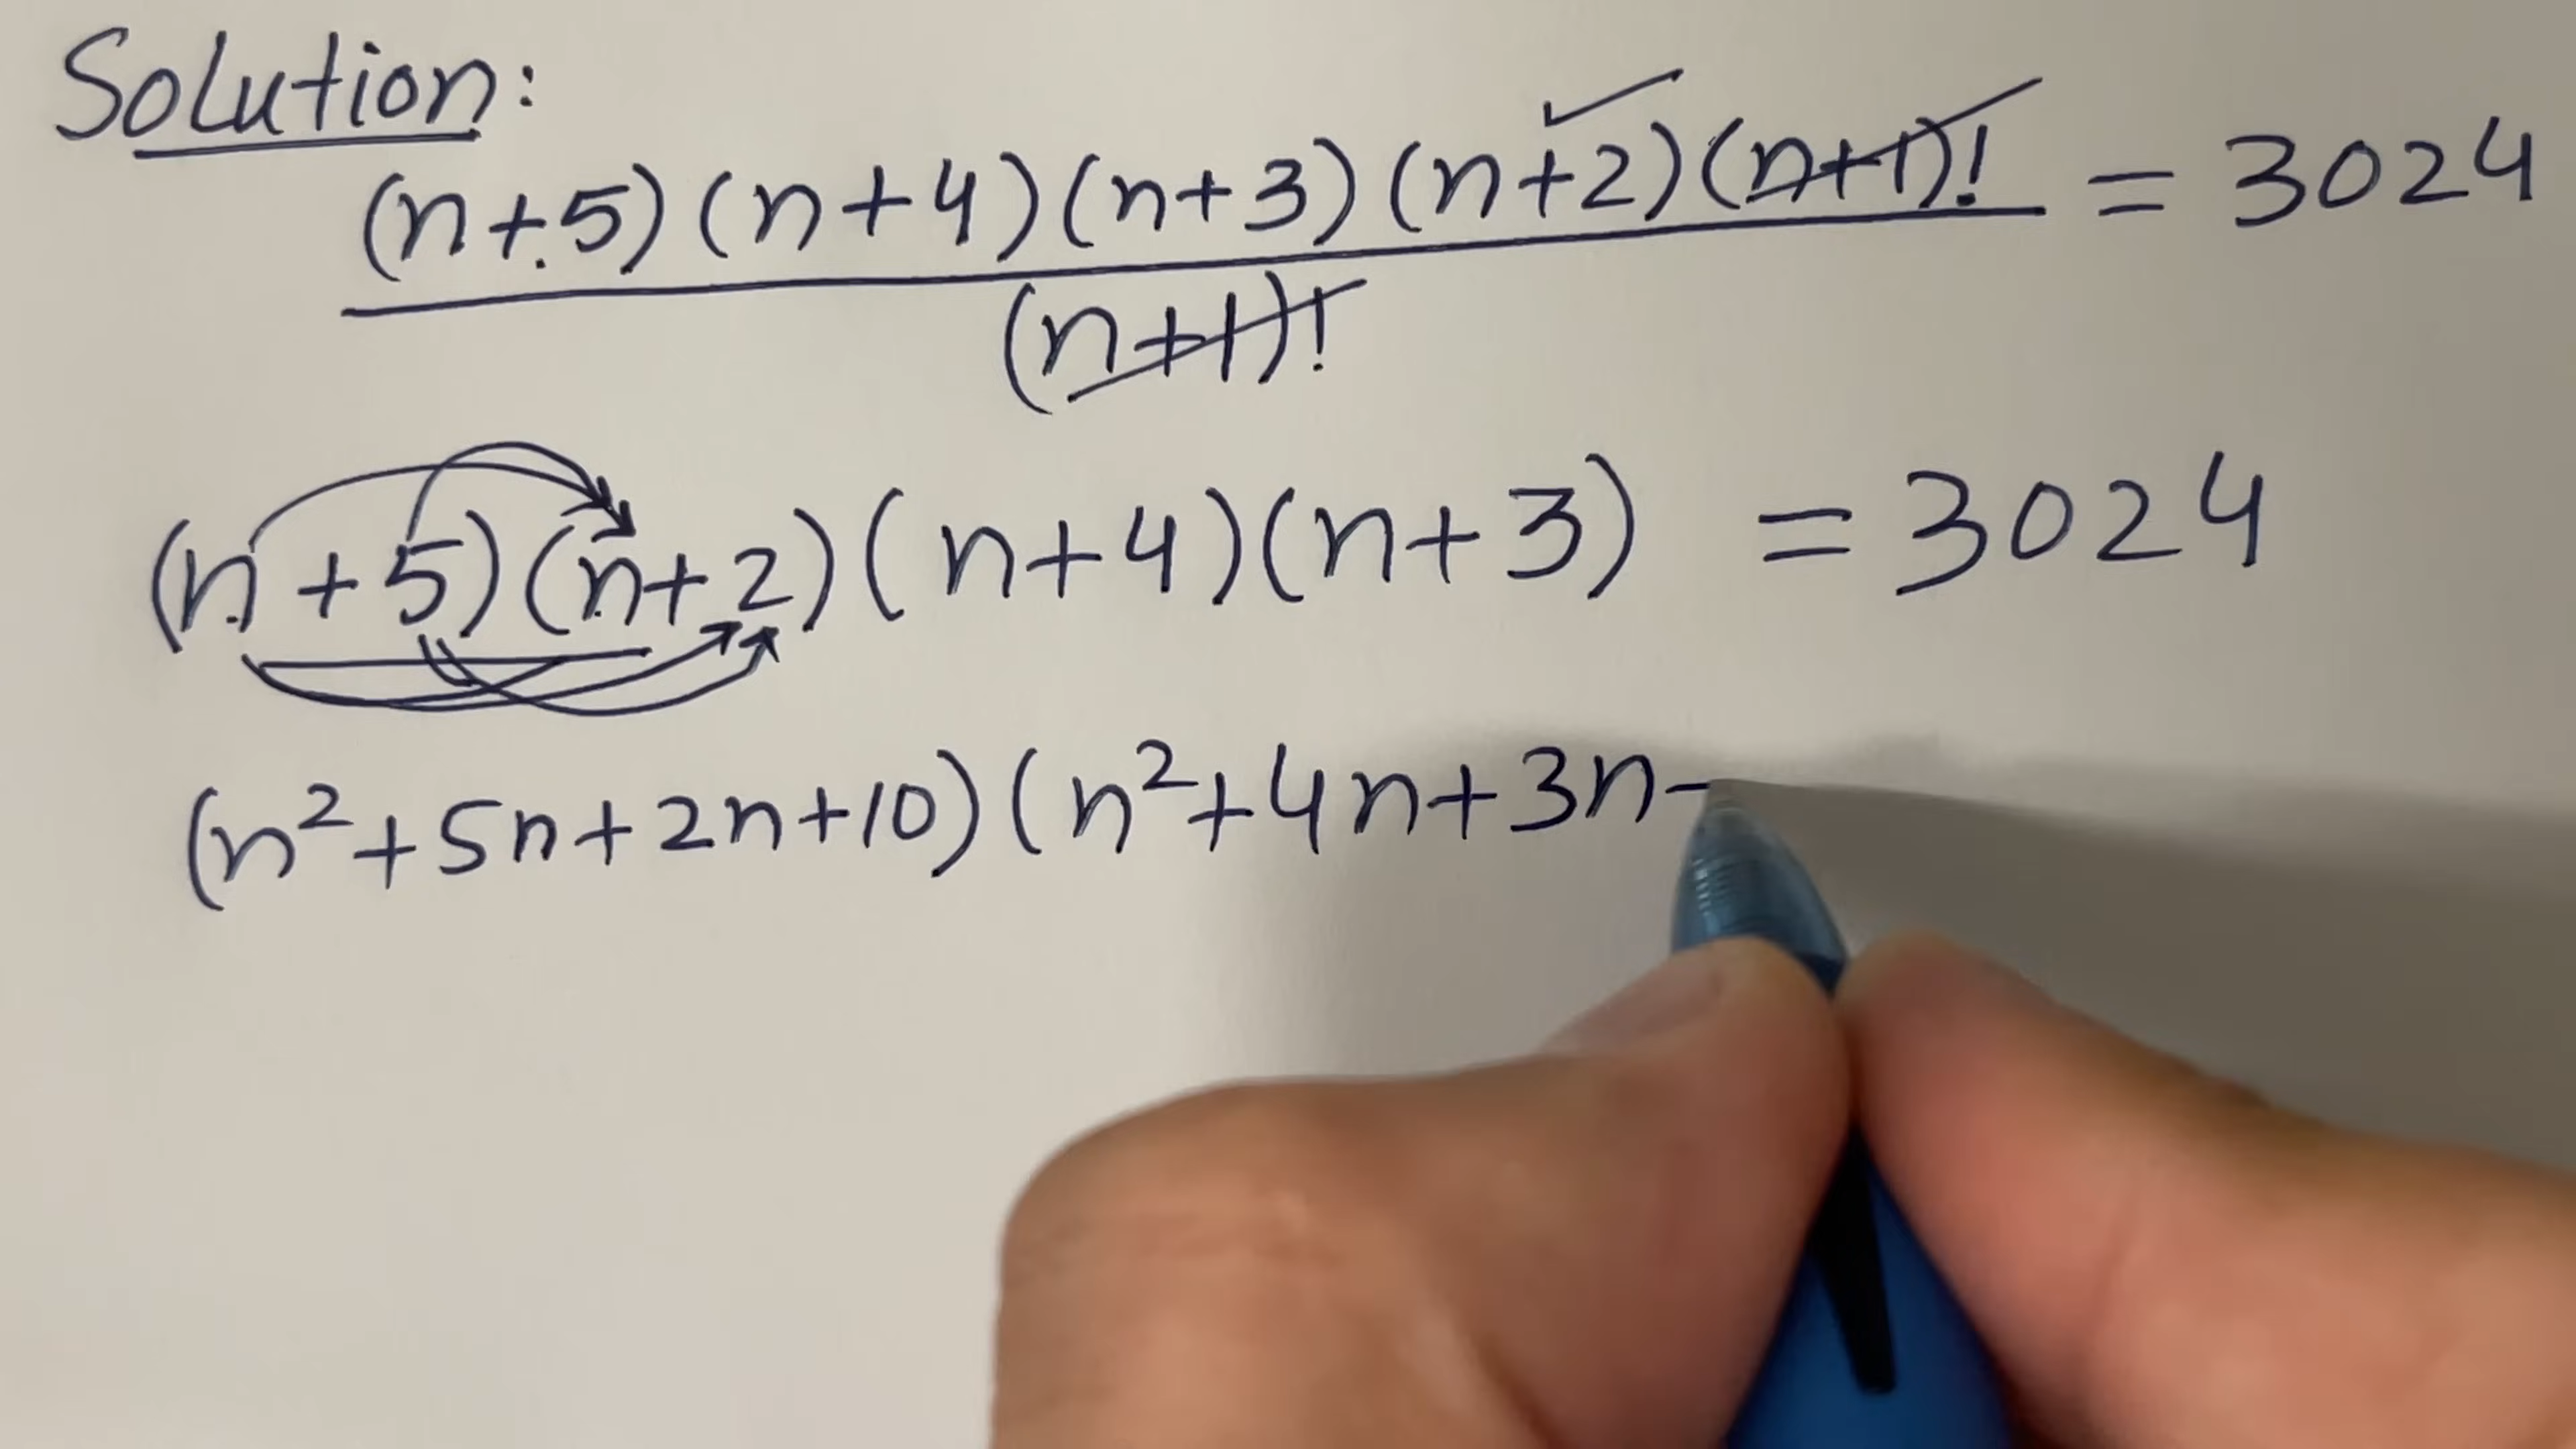 Solution:
(n+5)(n+4)(n+3)(n+2)(n+1)! = 3024
(n+1)!
(n+5)(n+2)(n+4)(n+3) = 3024
(n²+5n+2n+10)(n²+4n+3n-